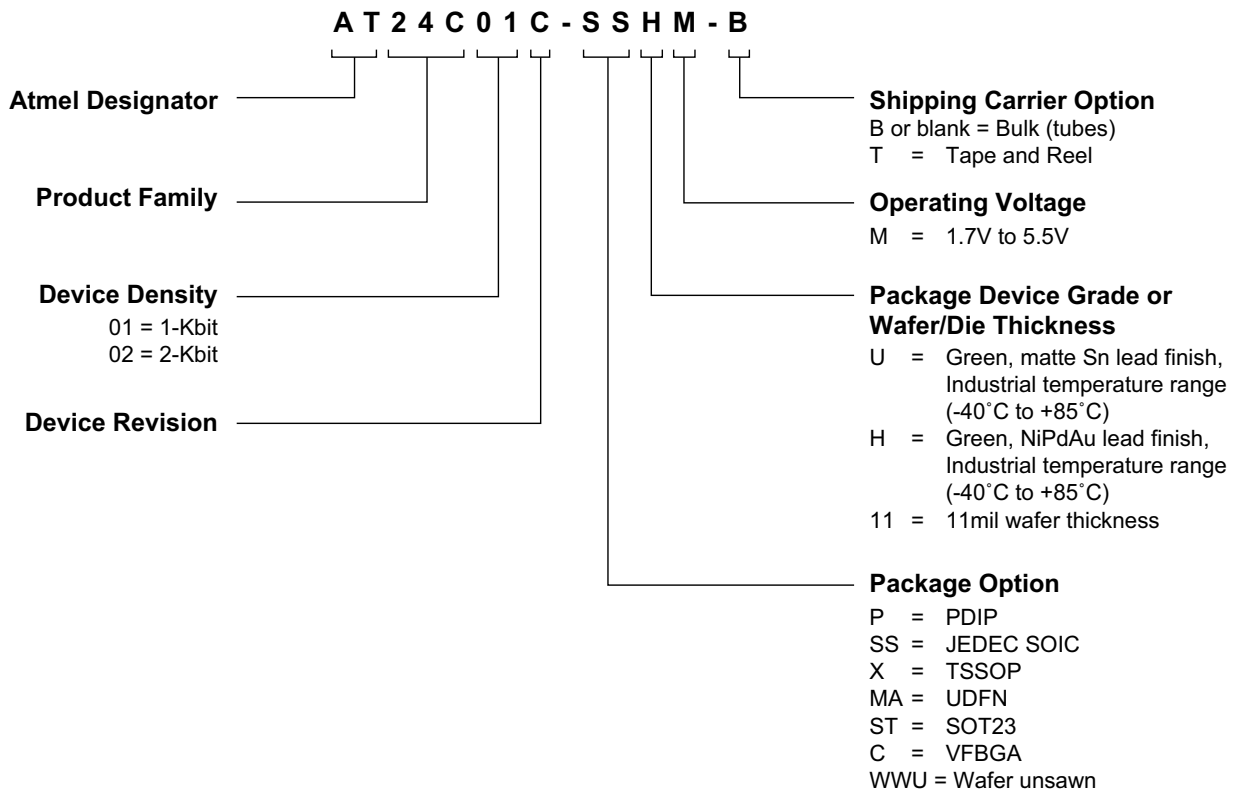 AT24C01C-SSHM-B
Atmel Designator
Product Family
Device Density
01 = 1-Kbit
02 = 2-Kbit
Device Revision
Shipping Carrier Option
B or blank = Bulk (tubes)
T = Tape and Reel
Operating Voltage
M = 1.7V to 5.5V
Package Device Grade or
Wafer/Die Thickness
U = Green, matte Sn lead finish,
Industrial temperature range
(-40˚C to +85˚C)
H = Green, NiPdAu lead finish,
Industrial temperature range
(-40˚C to +85˚C)
11 = 11mil wafer thickness
Package Option
P = PDIP
SS = JEDEC SOIC
X = TSSOP
MA = UDFN
ST = SOT23
C = VFBGA
WWU = Wafer unsawn